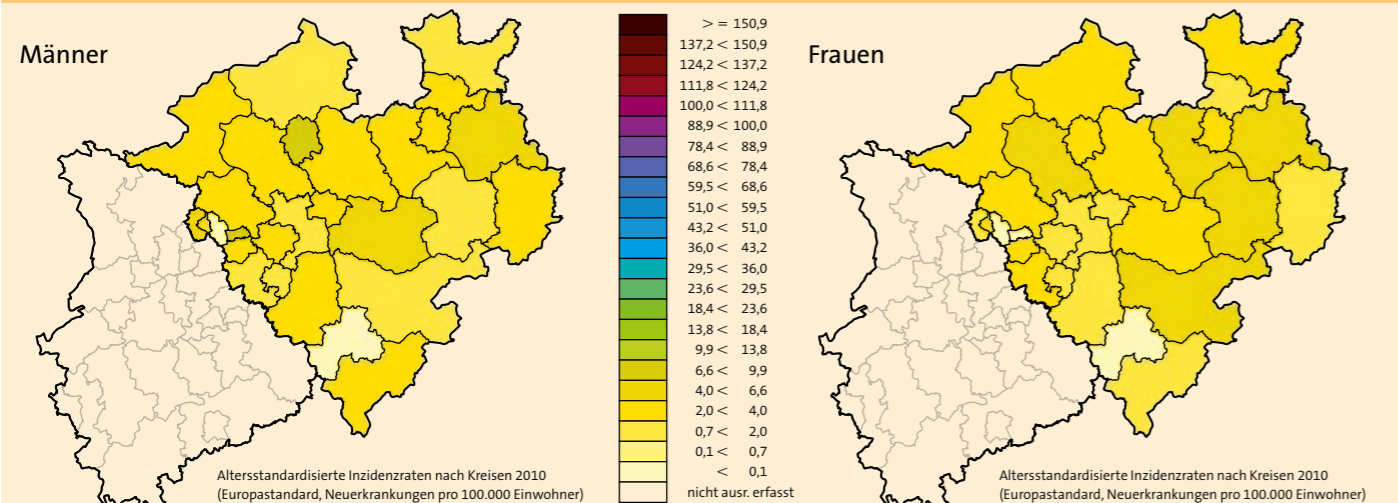 Männer
> = 150,9
137,2 < 150,9
124,2 < 137,2
111,8 < 124,2
100,0 < 111,8
88,9 < 100,0
78,4 < 88,9
68,6 < 78,4
59,5 < 68,6
51,0 < 59,5
43,2 < 51,0
36,0 < 43,2
29,5 < 36,0
23,6 < 29,5
18,4 < 23,6
13,8 < 18,4
9,9 < 13,8
6,6 < 9,9
4,0 < 6,6
2,0 < 4,0
0,7 < 2,0
0,1 < 0,7
< 0,1
nicht ausr. erfasst
Altersstandardisierte Inzidenzraten nach Kreisen 2010
(Europastandard, Neuerkrankungen pro 100.000 Einwohner)
Frauen
Altersstandardisierte Inzidenzraten nach Kreisen 2010
(Europastandard, Neuerkrankungen pro 100.000 Einwohner)